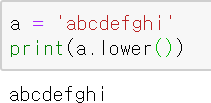 a = 'abcdefghi'
print(a.lower())
abcdefghi